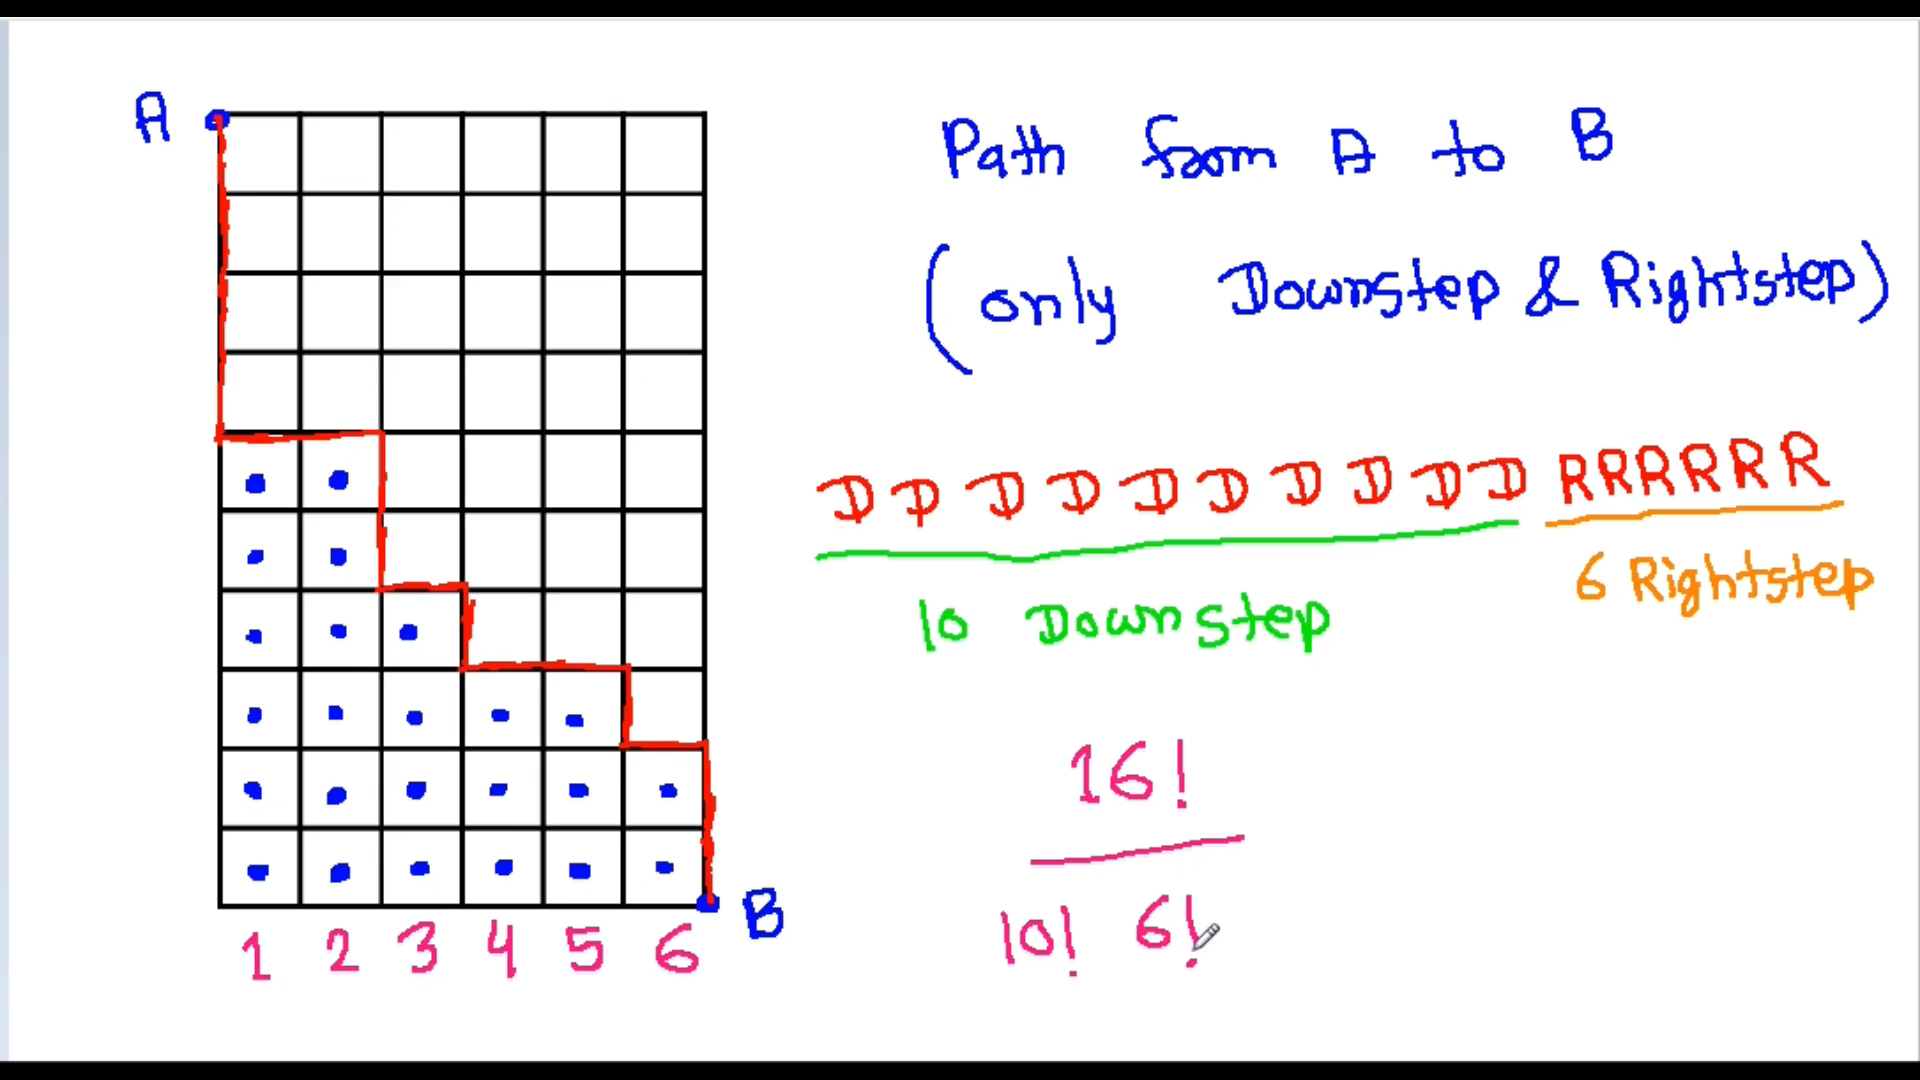 A
Path from A to B
(only Downstep & Rightstep)
D D D D D D D D D D R R R R R R
10 Downstep
6 Rightstep
16!
10! 6!
B
1 2 3 4 5 6